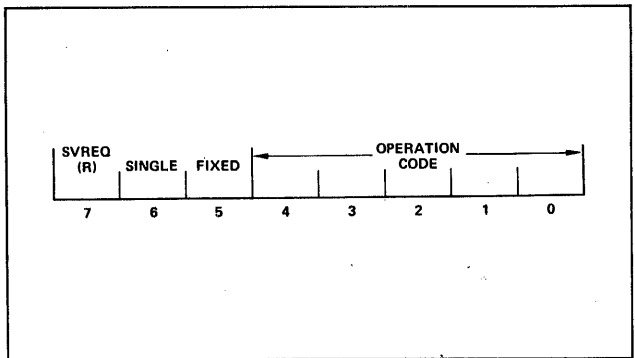 SVREQ
(R)
SINGLE
FIXED
OPERATION
CODE
7 6 5 4 3 2 1 0